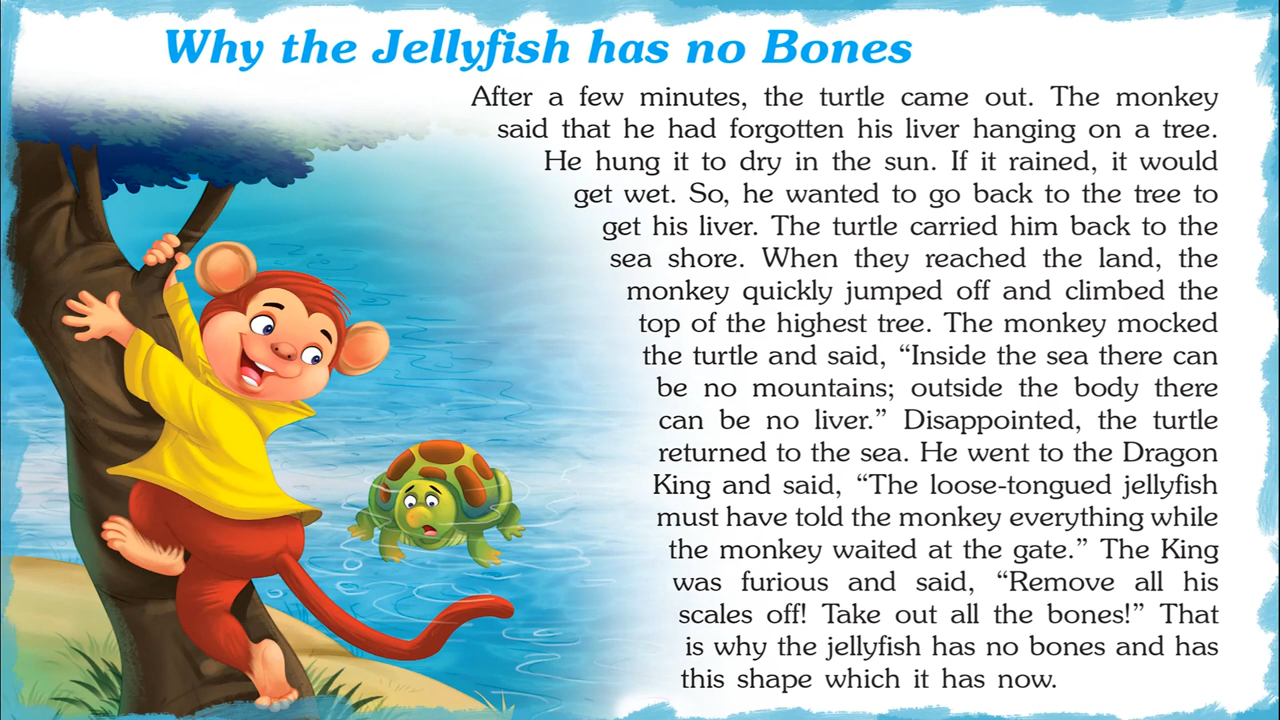 Why the Jellyfish has no Bones
After a few minutes, the turtle came out. The monkey
said that he had forgotten his liver hanging on a tree.
He hung it to dry in the sun. If it rained, it would
get wet. So, he wanted to go back to the tree to
get his liver. The turtle carried him back to the
sea shore. When they reached the land, the
monkey quickly jumped off and climbed the
top of the highest tree. The monkey mocked
the turtle and said, “Inside the sea there can
be no mountains; outside the body there
can be no liver.” Disappointed, the turtle
returned to the sea. He went to the Dragon
King and said, “The loose-tongued jellyfish
must have told the monkey everything while
the monkey waited at the gate.” The King
was furious and said, “Remove all his
scales off! Take out all the bones!” That
is why the jellyfish has no bones and has
this shape which it has now.